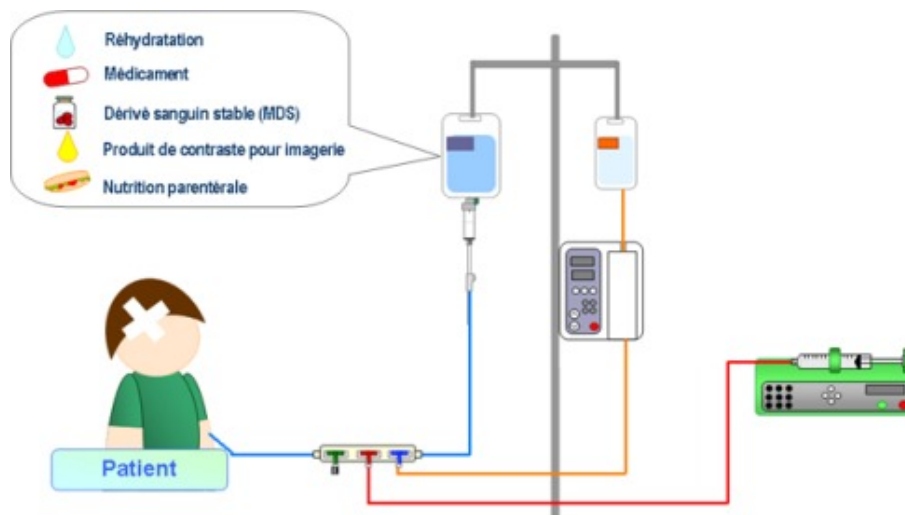 Réhydratation
Médicament
Dérivé sanguin stable (MDS)
Produit de contraste pour imagerie
Nutrition parentérale
Patient